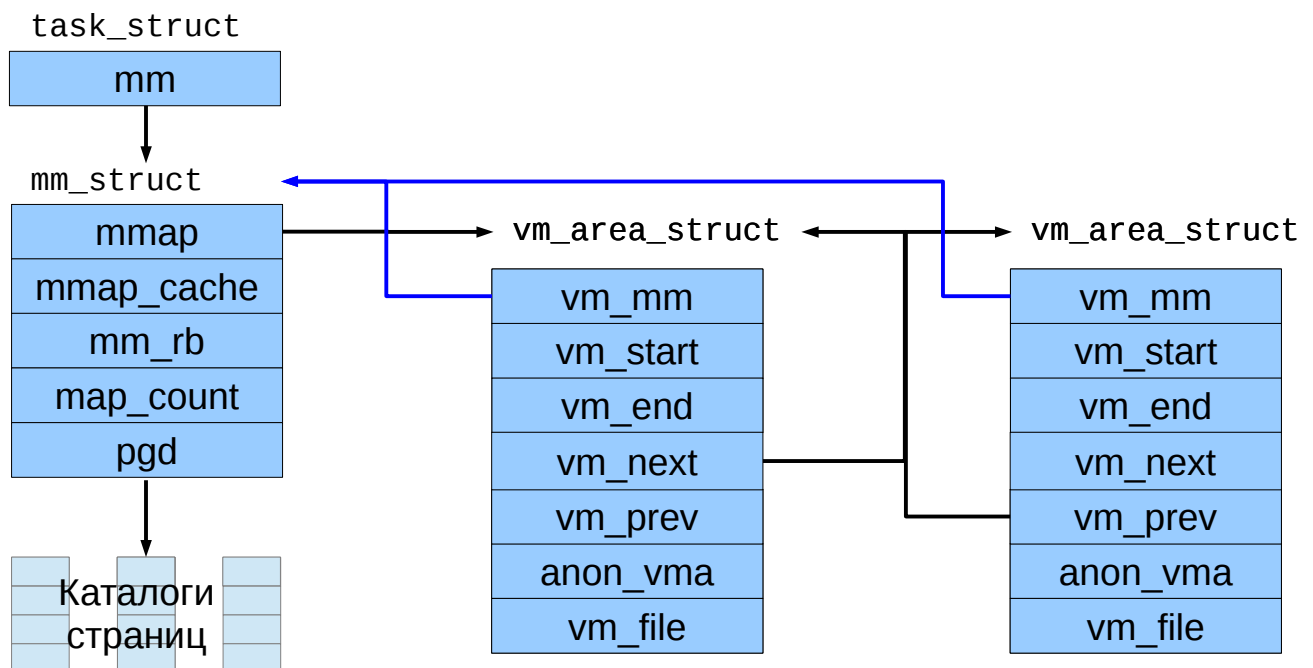 task_struct
mm
mm_struct
mmap
mmap_cache
mm_rb
map_count
pgd
Каталоги
страниц
vm_area_struct
vm_mm
vm_start
vm_end
vm_next
vm_prev
anon_vma
vm_file
vm_area_struct
vm_mm
vm_start
vm_end
vm_next
vm_prev
anon_vma
vm_file